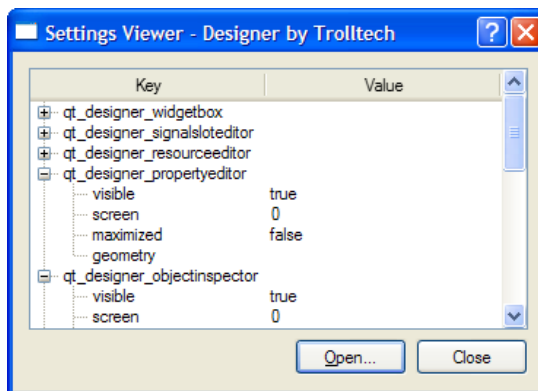 Settings Viewer - Designer by Trolltech
Key Value
qt_designer_widgetbox
qt_designer_signalsloteditor
qt_designer_resourceeditor
qt_designer_propertyeditor
visible true
screen 0
maximized false
geometry
qt_designer_objectinspector
visible true
screen 0
Open... Close